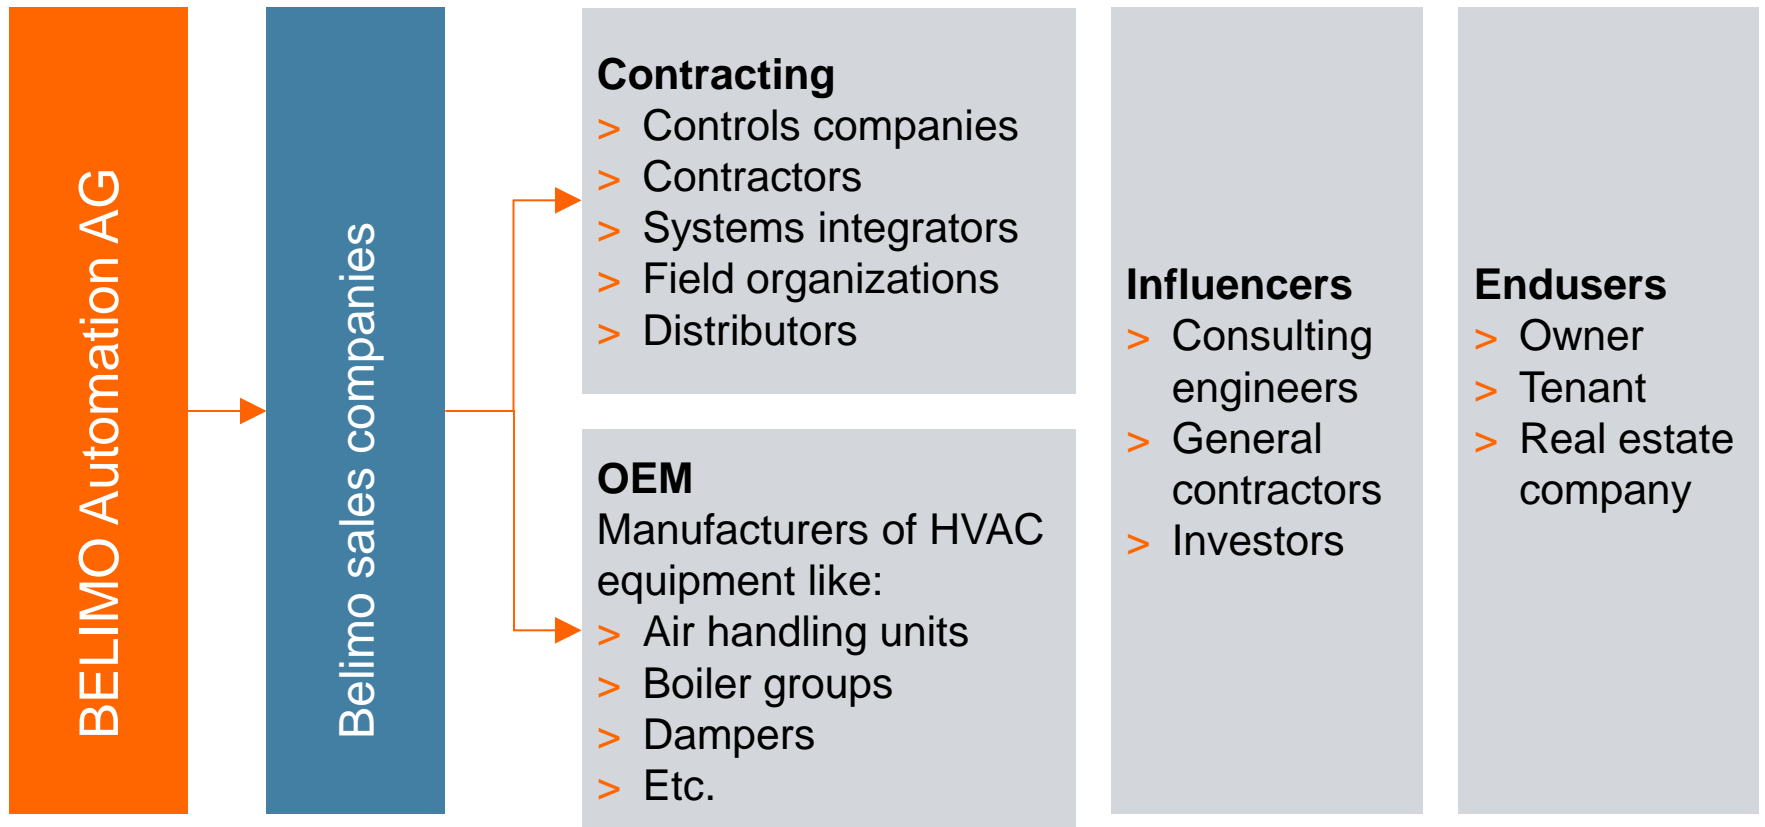 BELIMO Automation AG
Belimo sales companies
Contracting
> Controls companies
> Contractors
> Systems integrators
> Field organizations
> Distributors
OEM
Manufacturers of HVAC
equipment like:
> Air handling units
> Boiler groups
> Dampers
> Etc.
Influencers
> Consulting
engineers
> General
contractors
> Investors
Endusers
> Owner
> Tenant
> Real estate
company